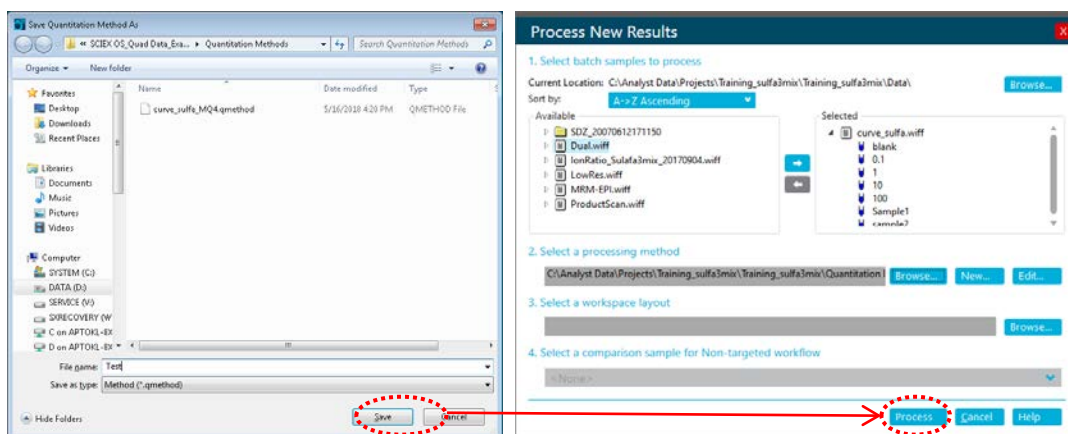 Save Quantitation Method As
« SCIEX OS_Quad Data_Exa... ▸ Quantitation Methods
Search Quantitation Methods
Organize
New folder
Name
Date modified
Type
Favorites
Desktop
Downloads
Recent Places
curve_sulfa_MQ4.qmethod
5/16/2018 4:20 PM
QMETHOD File
Libraries
Documents
Music
Pictures
Videos
Computer
SYSTEM (C:)
DATA (D:)
SERVICE (V:)
SXRECOVERY (W
C on APTOKL-EX
D on APTOKL-EX
File name: Test
Save as type: Method (*.qmethod)
Hide Folders
Save
Cancel
Process New Results
X
1. Select batch samples to process
Current Location: C:\Analyst Data\Projects\Training_sulfa3mix\Training_sulfa3mix\Data\
Browse...
Sort by: A->Z Ascending
Available
SDZ_20070612171150
Dual.wiff
IonRatio_Sulafa3mix_20170904.wiff
LowRes.wiff
MRM-EPI.wiff
ProductScan.wiff
Selected
curve_sulfa.wiff
blank
0.1
1
10
100
Sample1
sample2
2. Select a processing method
C:\Analyst Data\Projects\Training_sulfa3mix\Training_sulfa3mix\Quantitation
Browse...
New...
Edit...
3. Select a workspace layout
Browse...
4. Select a comparison sample for Non-targeted workflow
<None>
Process
Cancel
Help